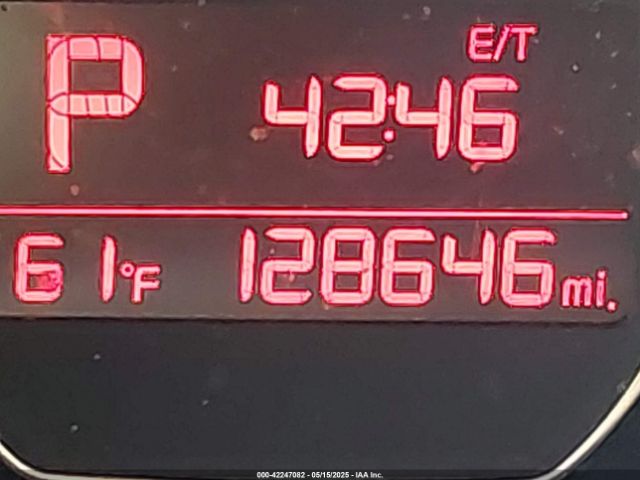 P
E/T
42:46
61°F 128646 mi.
000-42247082 - 05/15/2025 - IAA Inc.